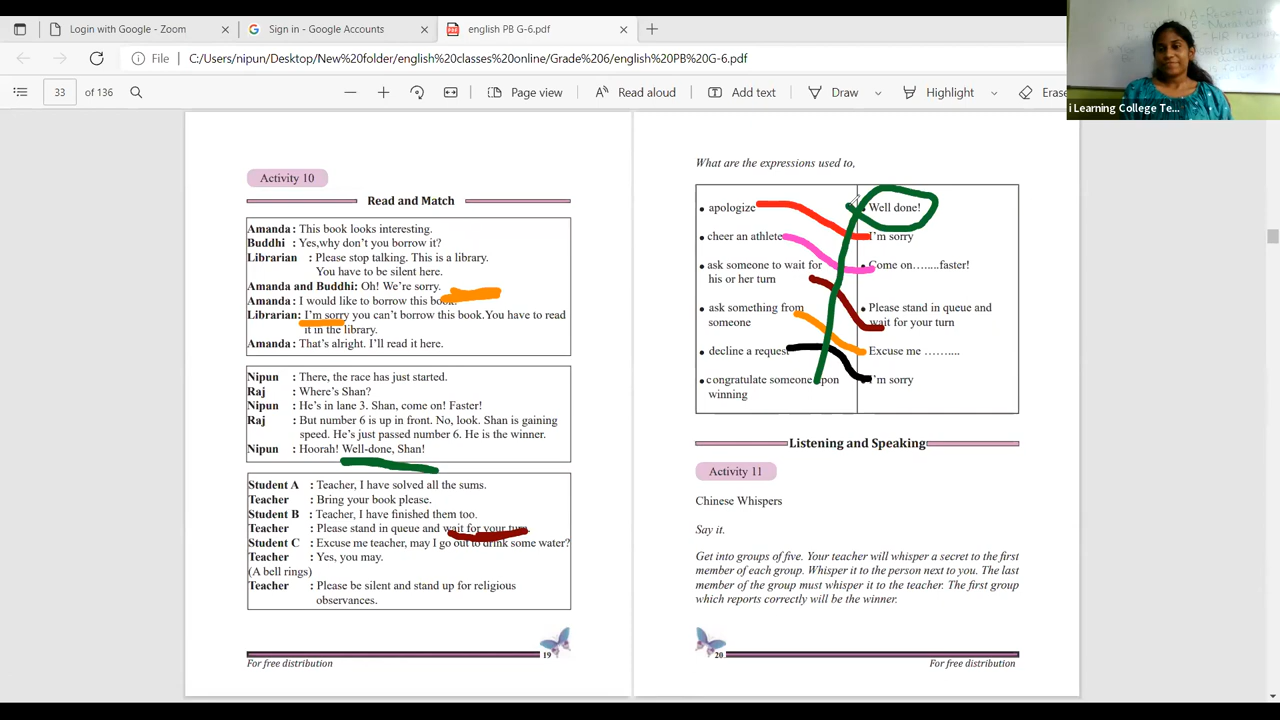 Login with Google - Zoom
Sign in - Google Accounts
english PB G-6.pdf
File
C:/Users/nipun/Desktop/New%20folder/english%20classes%20online/Grade%206/english%20PB%20G-6.pdf
33 of 136
Page view
Read aloud
Add text
Draw
Highlight
Erase
i Learning College Te...
Activity 10
Read and Match
Amanda : This book looks interesting.
Buddhi : Yes,why don't you borrow it?
Librarian : Please stop talking. This is a library.
You have to be silent here.
Amanda and Buddhi: Oh! We're sorry.
Amanda : I would like to borrow this book.
Librarian: I'm sorry you can't borrow this book.You have to read
it in the library.
Amanda : That's alright. I'll read it here.
Nipun : There, the race has just started.
Raj : Where's Shan?
Nipun : He's in lane 3. Shan, come on! Faster!
Raj : But number 6 is up in front. No, look. Shan is gaining
speed. He's just passed number 6. He is the winner.
Nipun : Hoorah! Well-done, Shan!
Student A : Teacher, I have solved all the sums.
Teacher : Bring your book please.
Student B : Teacher, I have finished them too.
Teacher : Please stand in queue and wait for your turn.
Student C : Excuse me teacher, may I go out to drink some water?
Teacher : Yes, you may.
(A bell rings)
Teacher : Please be silent and stand up for religious
observances.
19
For free distribution
What are the expressions used to,
• apologize
• cheer an athlete
• ask someone to wait for
his or her turn
• ask something from
someone
• decline a request
• congratulate someone upon
winning
• Well done!
• I'm sorry
• Come on….....faster!
• Please stand in queue and
wait for your turn
• Excuse me ……....
• I'm sorry
Listening and Speaking
Activity 11
Chinese Whispers
Say it.
Get into groups of five. Your teacher will whisper a secret to the first
member of each group. Whisper it to the person next to you. The last
member of the group must whisper it to the teacher. The first group
which reports correctly will be the winner.
20
For free distribution